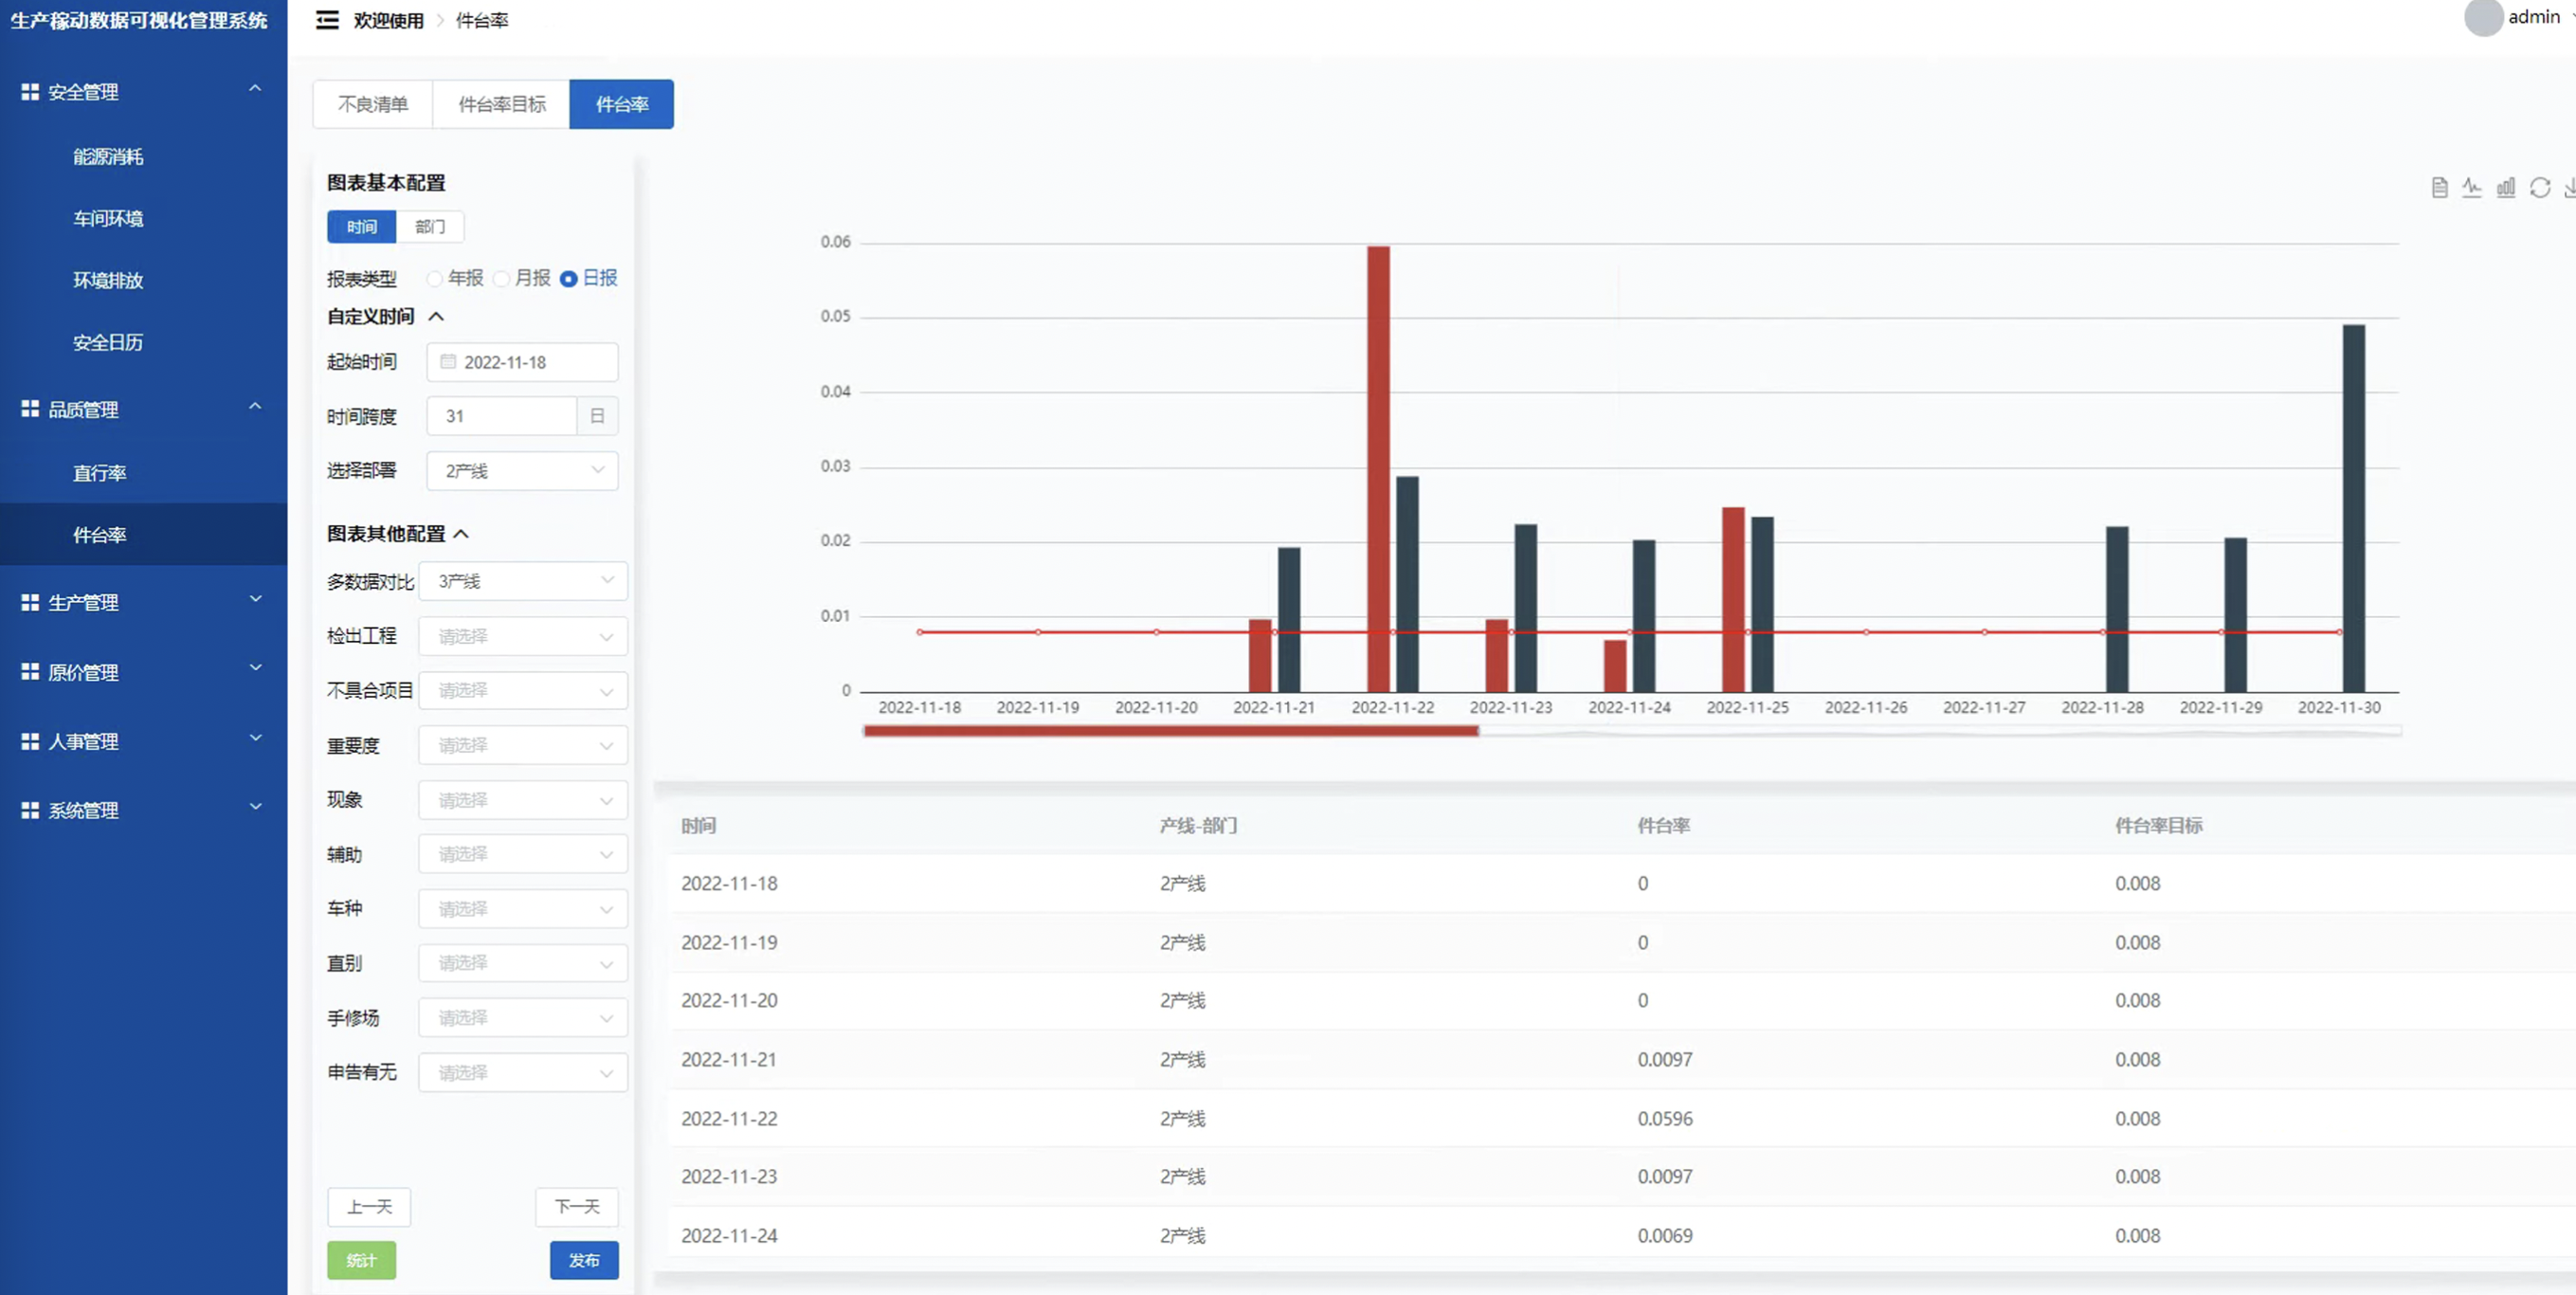 生产稼动数据可视化管理系统
欢迎使用 > 件台率
admin
安全管理
能源消耗
车间环境
环境排放
安全日历
品质管理
直行率
件台率
生产管理
原价管理
人事管理
系统管理
不良清单 件台率目标 件台率
图表基本配置
时间 部门
报表类型 年报 月报 日报
自定义时间
起始时间 2022-11-18
时间跨度 31 日
选择部署 2产线
图表其他配置
多数据对比 3产线
检出工程 请选择
不具合项目 请选择
重要度 请选择
现象 请选择
辅助 请选择
车种 请选择
直别 请选择
手修场 请选择
申告有无 请选择
上一天 下一天
统计 发布
0.06
0.05
0.04
0.03
0.02
0.01
0
2022-11-18 2022-11-19 2022-11-20 2022-11-21 2022-11-22 2022-11-23 2022-11-24 2022-11-25 2022-11-26 2022-11-27 2022-11-28 2022-11-29 2022-11-30
时间 产线-部门 件台率 件台率目标
2022-11-18 2产线 0 0.008
2022-11-19 2产线 0 0.008
2022-11-20 2产线 0 0.008
2022-11-21 2产线 0.0097 0.008
2022-11-22 2产线 0.0596 0.008
2022-11-23 2产线 0.0097 0.008
2022-11-24 2产线 0.0069 0.008